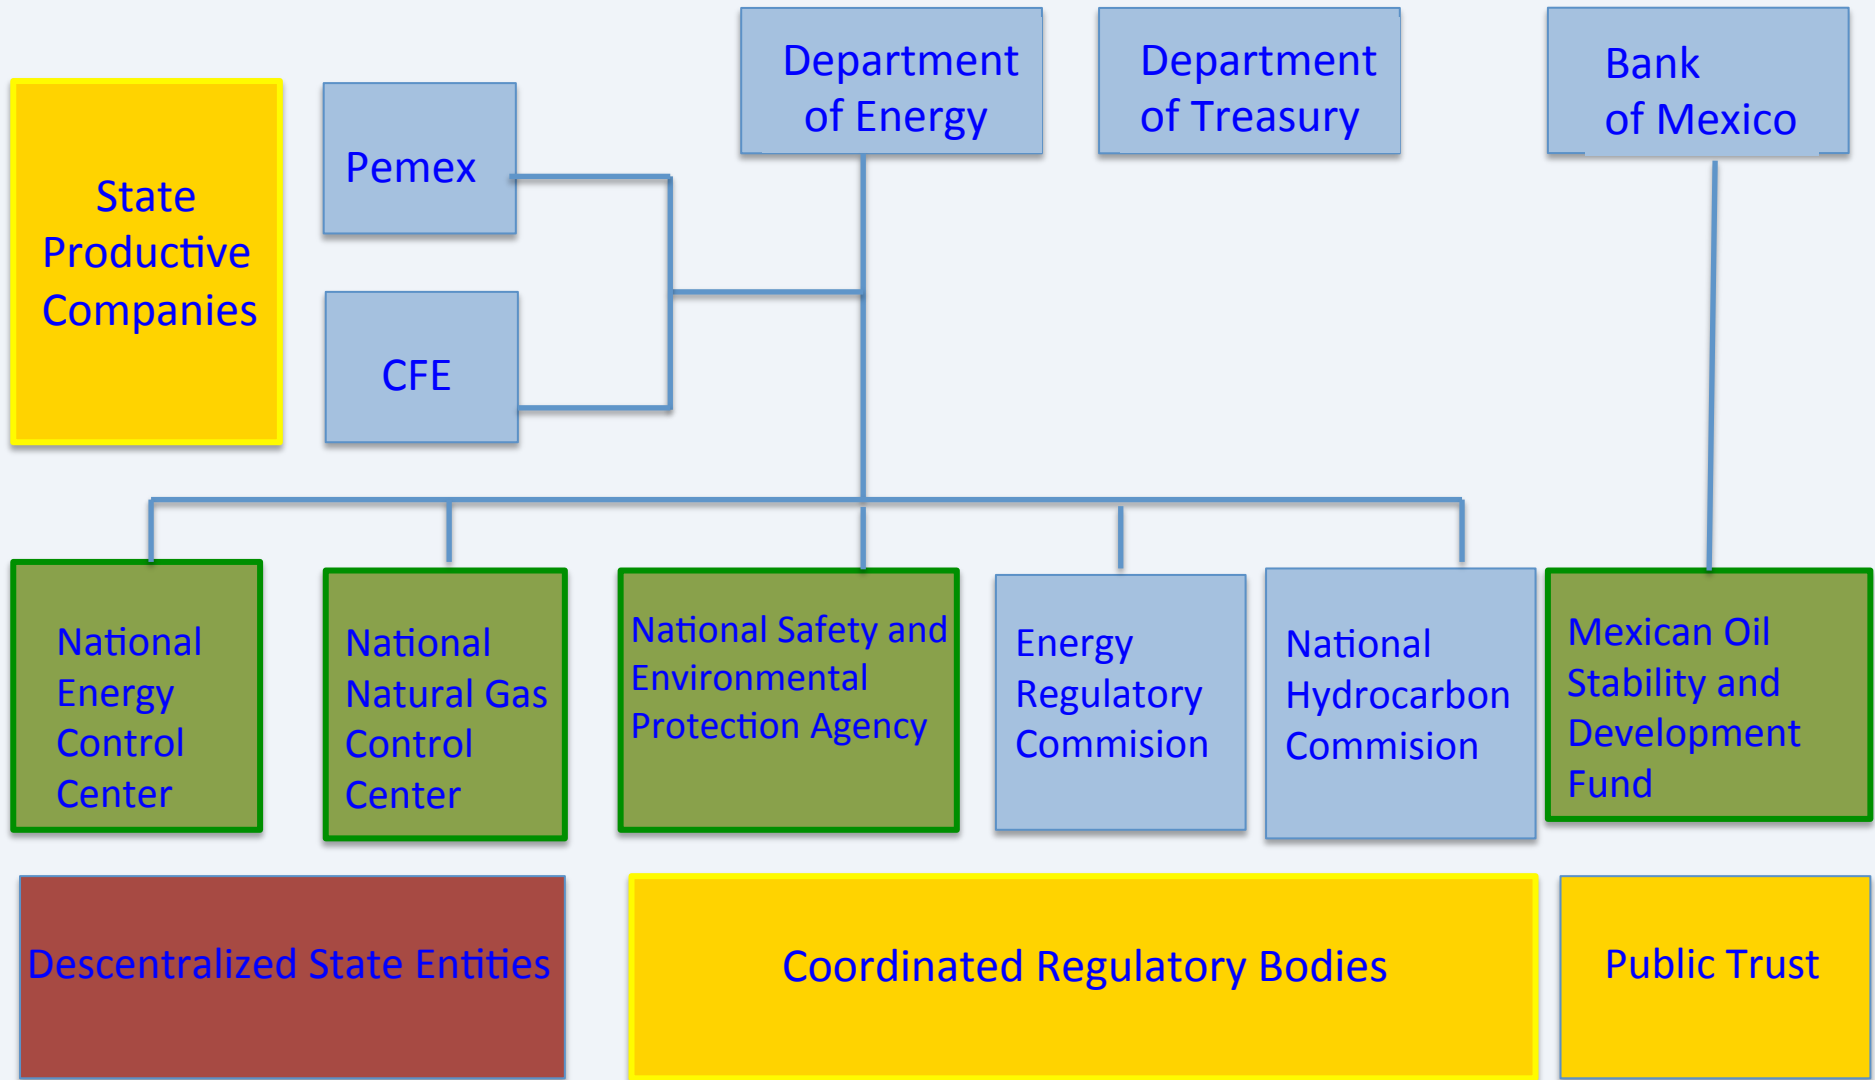 Department
of Energy
Department
of Treasury
Bank
of Mexico
State
Productive
Companies
Pemex
CFE
National
Energy
Control
Center
National
Natural Gas
Control
Center
National Safety and
Environmental
Protection Agency
Energy
Regulatory
Commision
National
Hydrocarbon
Commision
Mexican Oil
Stability and
Development
Fund
Descentralized State Entities
Coordinated Regulatory Bodies
Public Trust